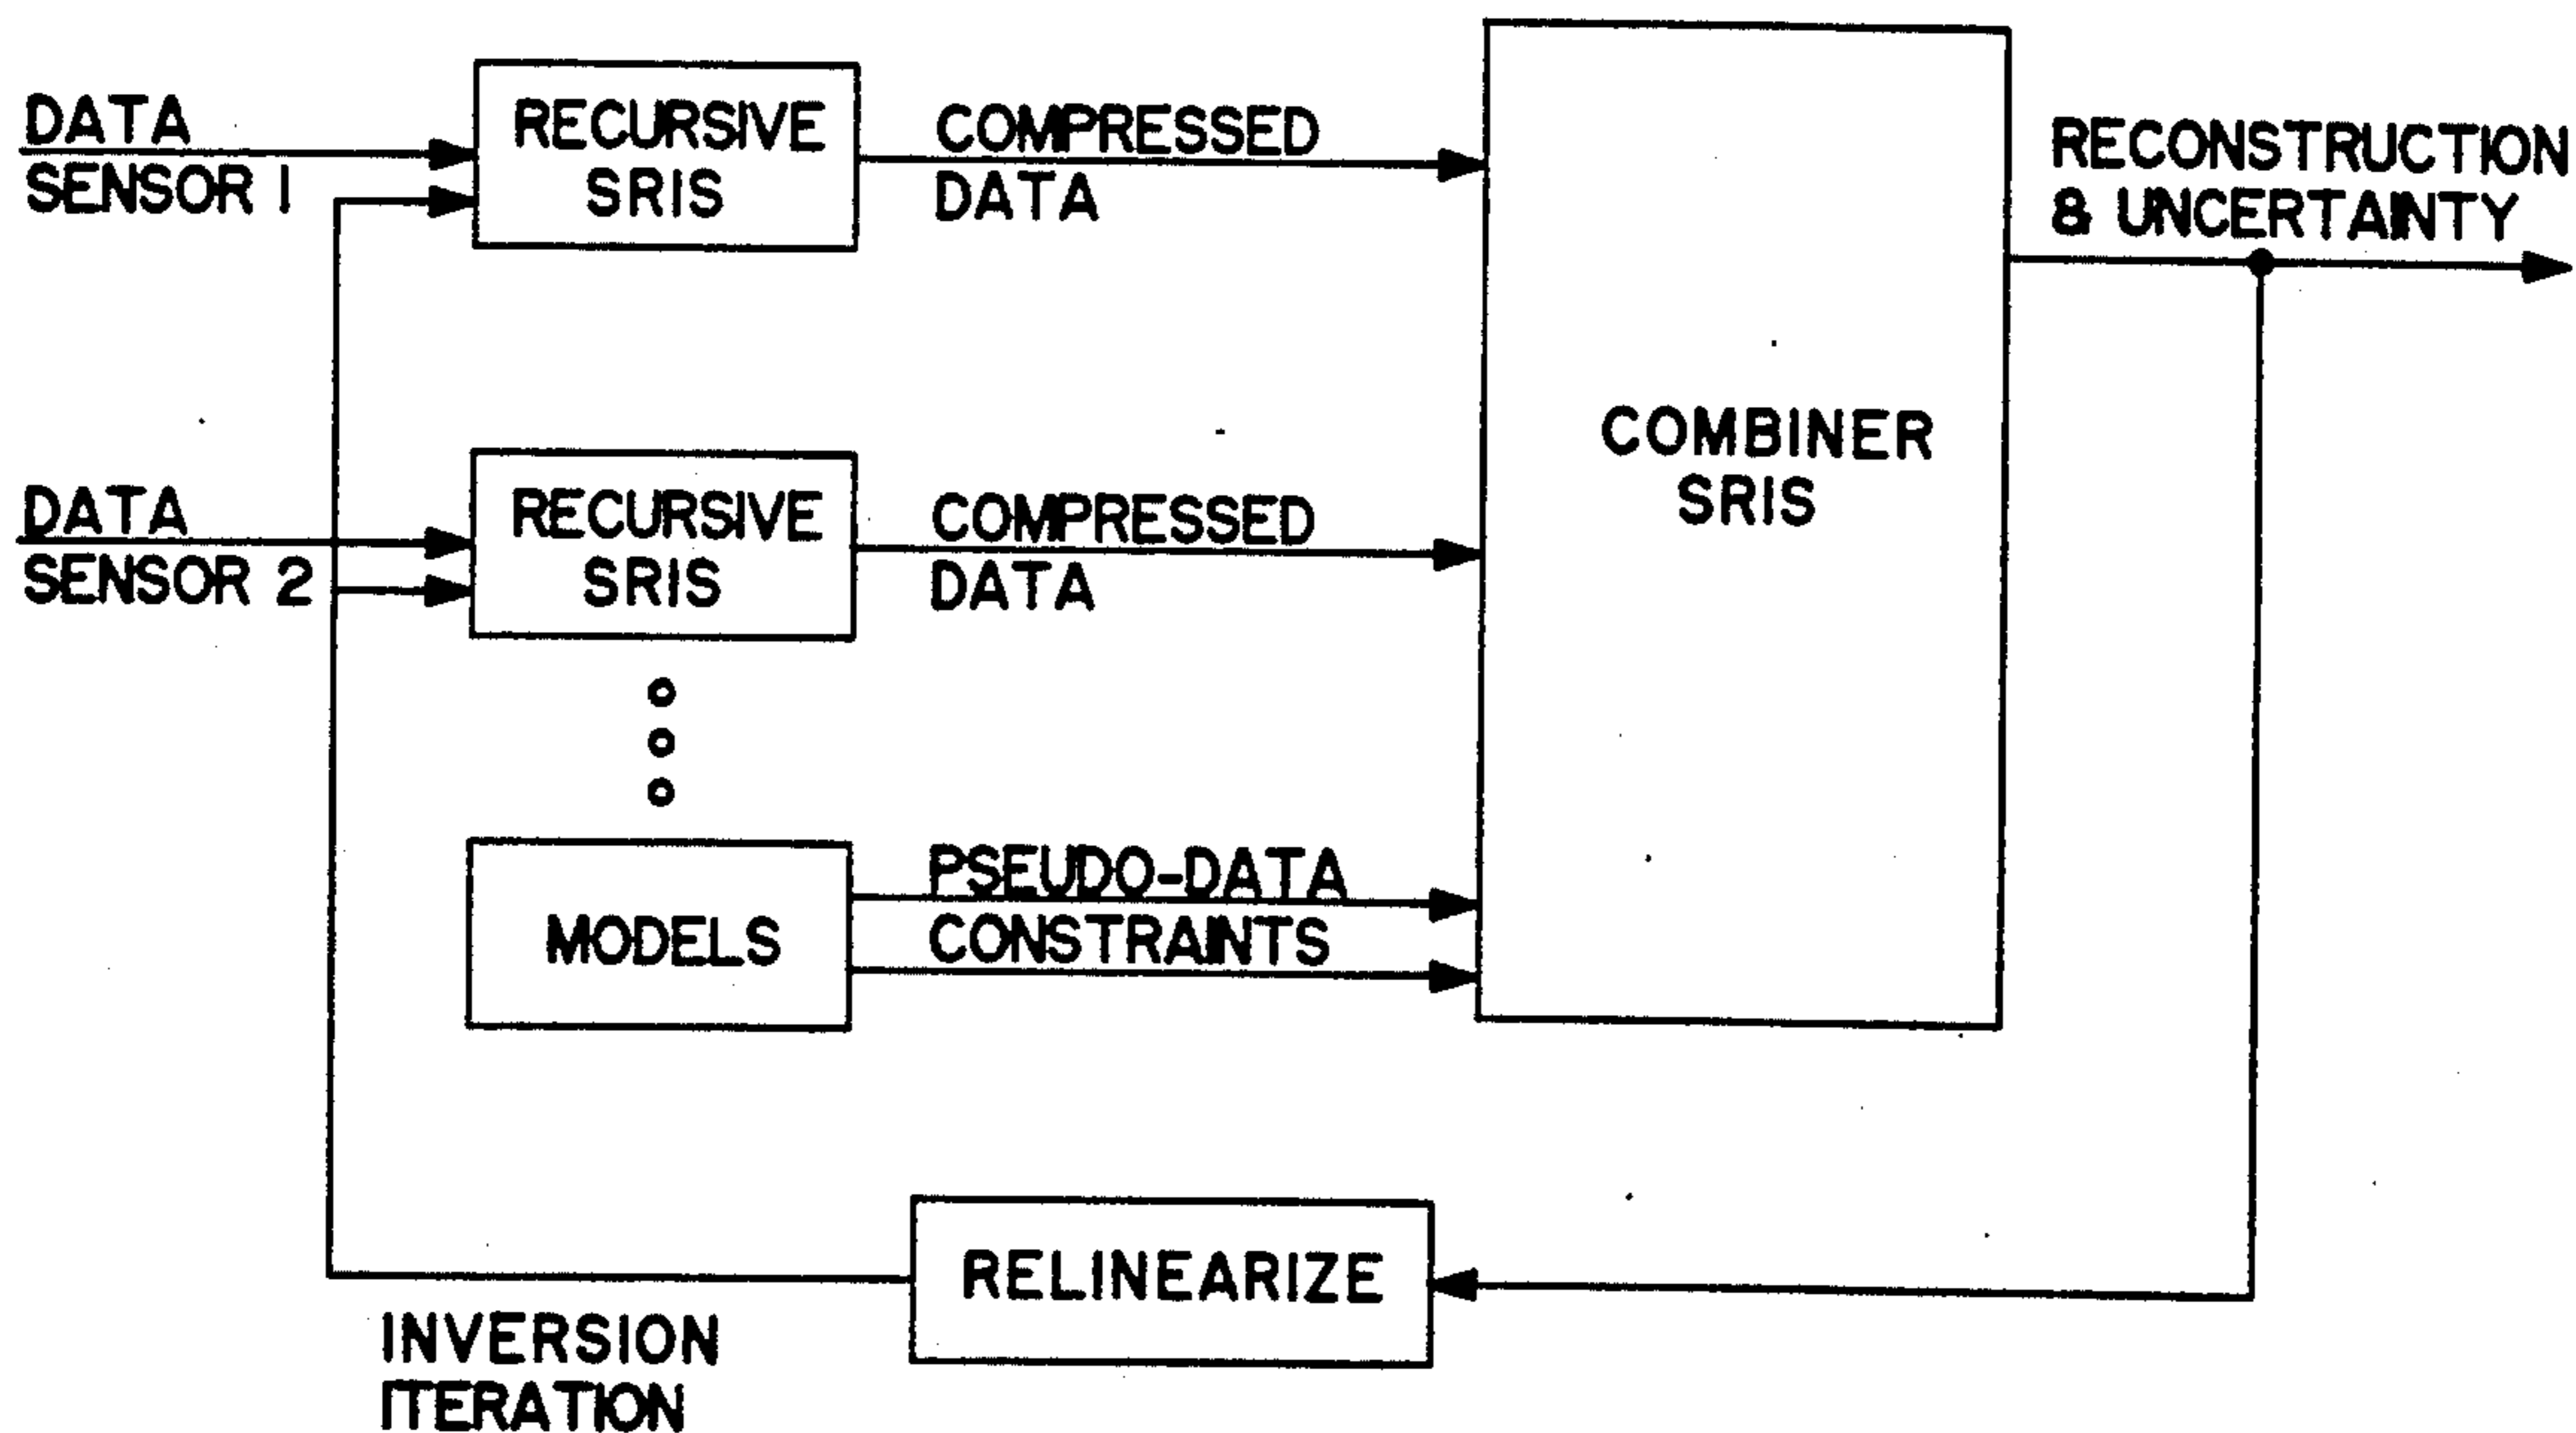 DATA
SENSOR 1
RECURSIVE
SRIS
COMPRESSED
DATA
RECONSTRUCTION
& UNCERTAINTY
DATA
SENSOR 2
RECURSIVE
SRIS
COMPRESSED
DATA
COMBINER
SRIS
MODELS
PSEUDO-DATA
CONSTRAINTS
RELINEARIZE
INVERSION
ITERATION